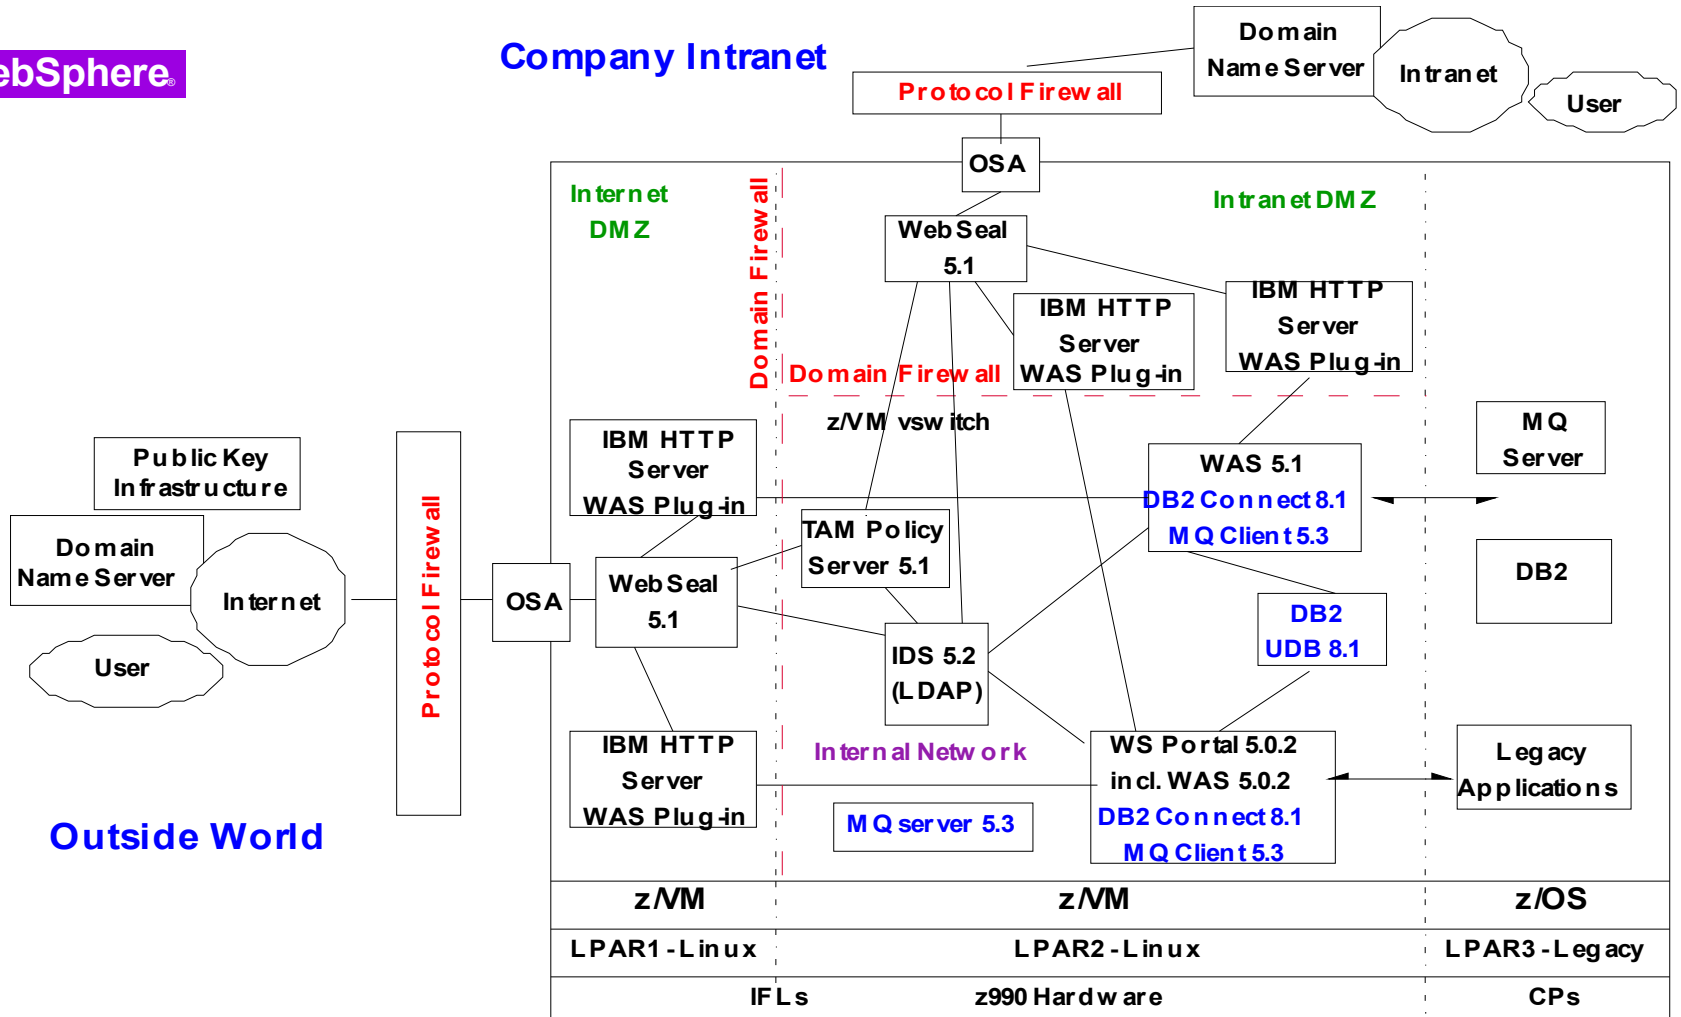 ebSphere®
Company Intranet
Domain
Name Server
Intranet
User
Protocol Firewall
OSA
Internet
DMZ
Domain Firewall
Intranet DMZ
WebSeal
5.1
IBM HTTP
Server
WAS Plug-in
IBM HTTP
Server
WAS Plug-in
Domain Firewall
z/VM vswitch
IBM HTTP
Server
WAS Plug-in
WAS 5.1
DB2 Connect 8.1
MQ Client 5.3
MQ
Server
Public Key
Infrastructure
Domain
Name Server
Internet
User
Protocol Firewall
OSA
WebSeal
5.1
TAM Policy
Server 5.1
DB2
DB2
UDB 8.1
IDS 5.2
(LDAP)
IBM HTTP
Server
WAS Plug-in
Internal Network
MQ server 5.3
WS Portal 5.0.2
incl. WAS 5.0.2
DB2 Connect 8.1
MQ Client 5.3
Legacy
Applications
Outside World
z/VM
z/VM
z/OS
LPAR1 - Linux
LPAR2 - Linux
LPAR3 - Legacy
IFLs
z990 Hardware
CPs